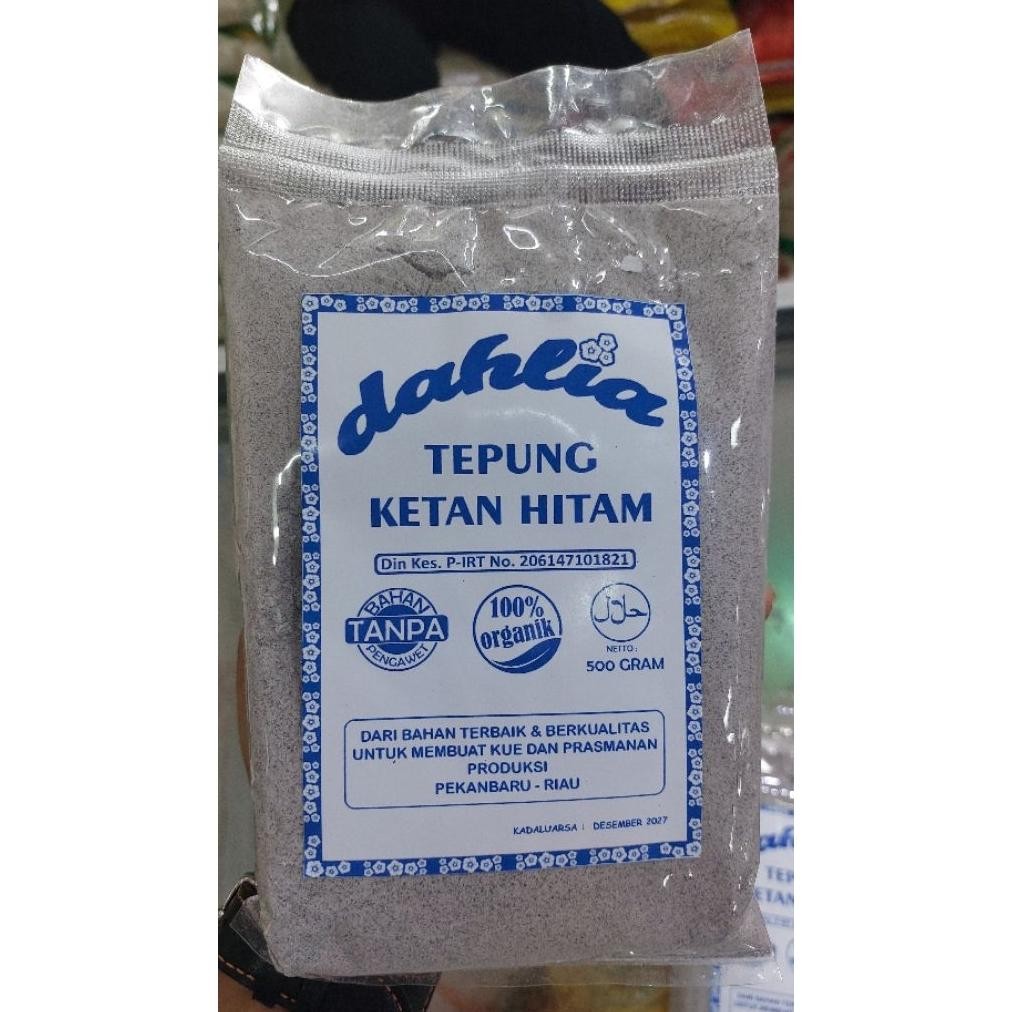 dahlia
TEPUNG
KETAN HITAM
Din Kes. P-IRT No. 206147101821
BAHAN
TANPA
PENGAWET
100%
organik
حلال
NETTO :
500 GRAM
DARI BAHAN TERBAIK & BERKUALITAS
UNTUK MEMBUAT KUE DAN PRASMANAN
PRODUKSI
PEKANBARU - RIAU
KADALUARSA : DESEMBER 2027